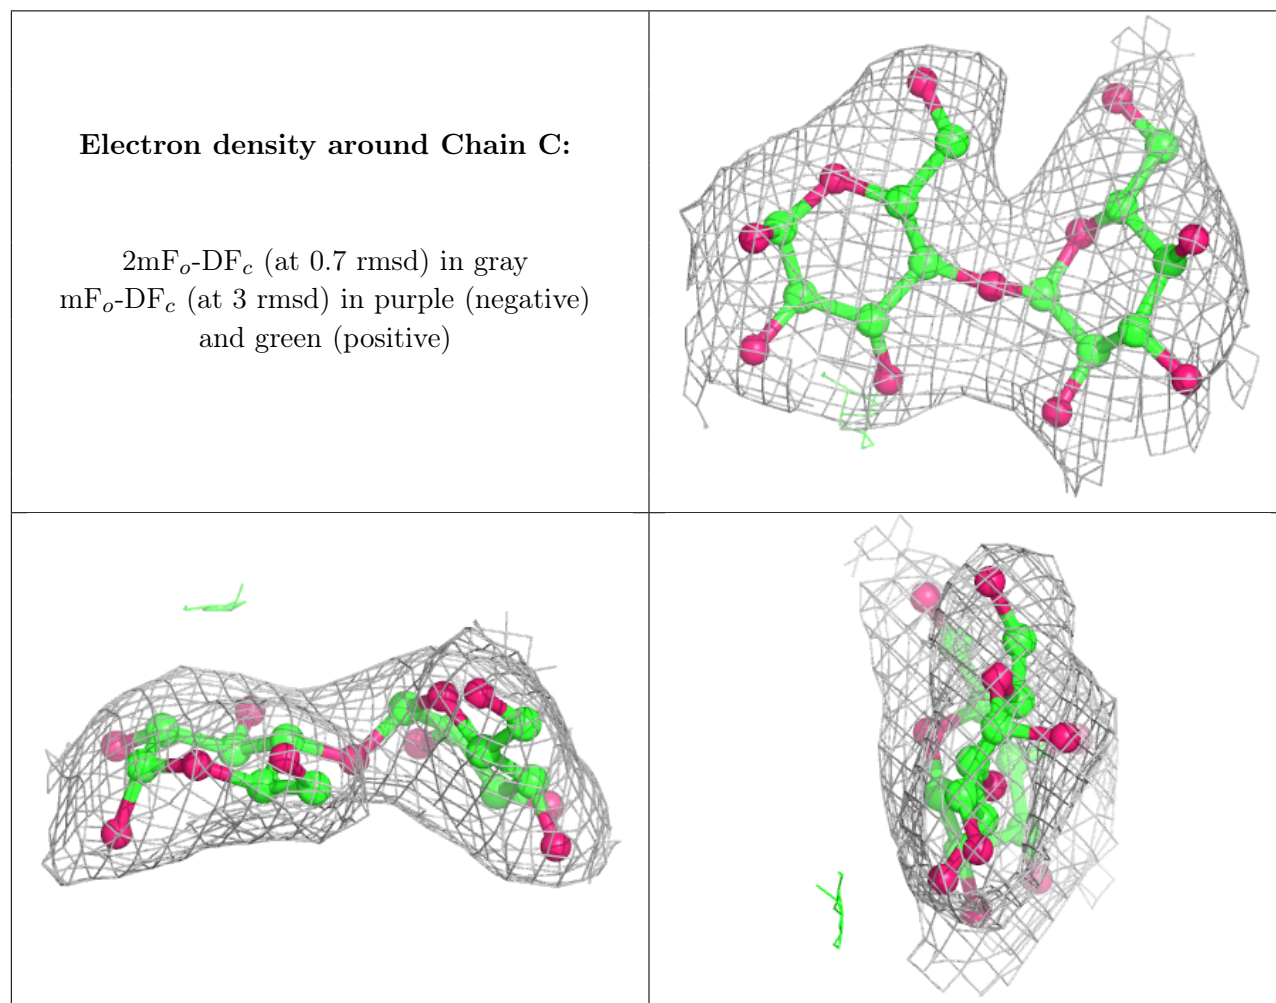 Electron density around Chain C:
2mFo-DFc (at 0.7 rmsd) in gray
mFo-DFc (at 3 rmsd) in purple (negative)
and green (positive)